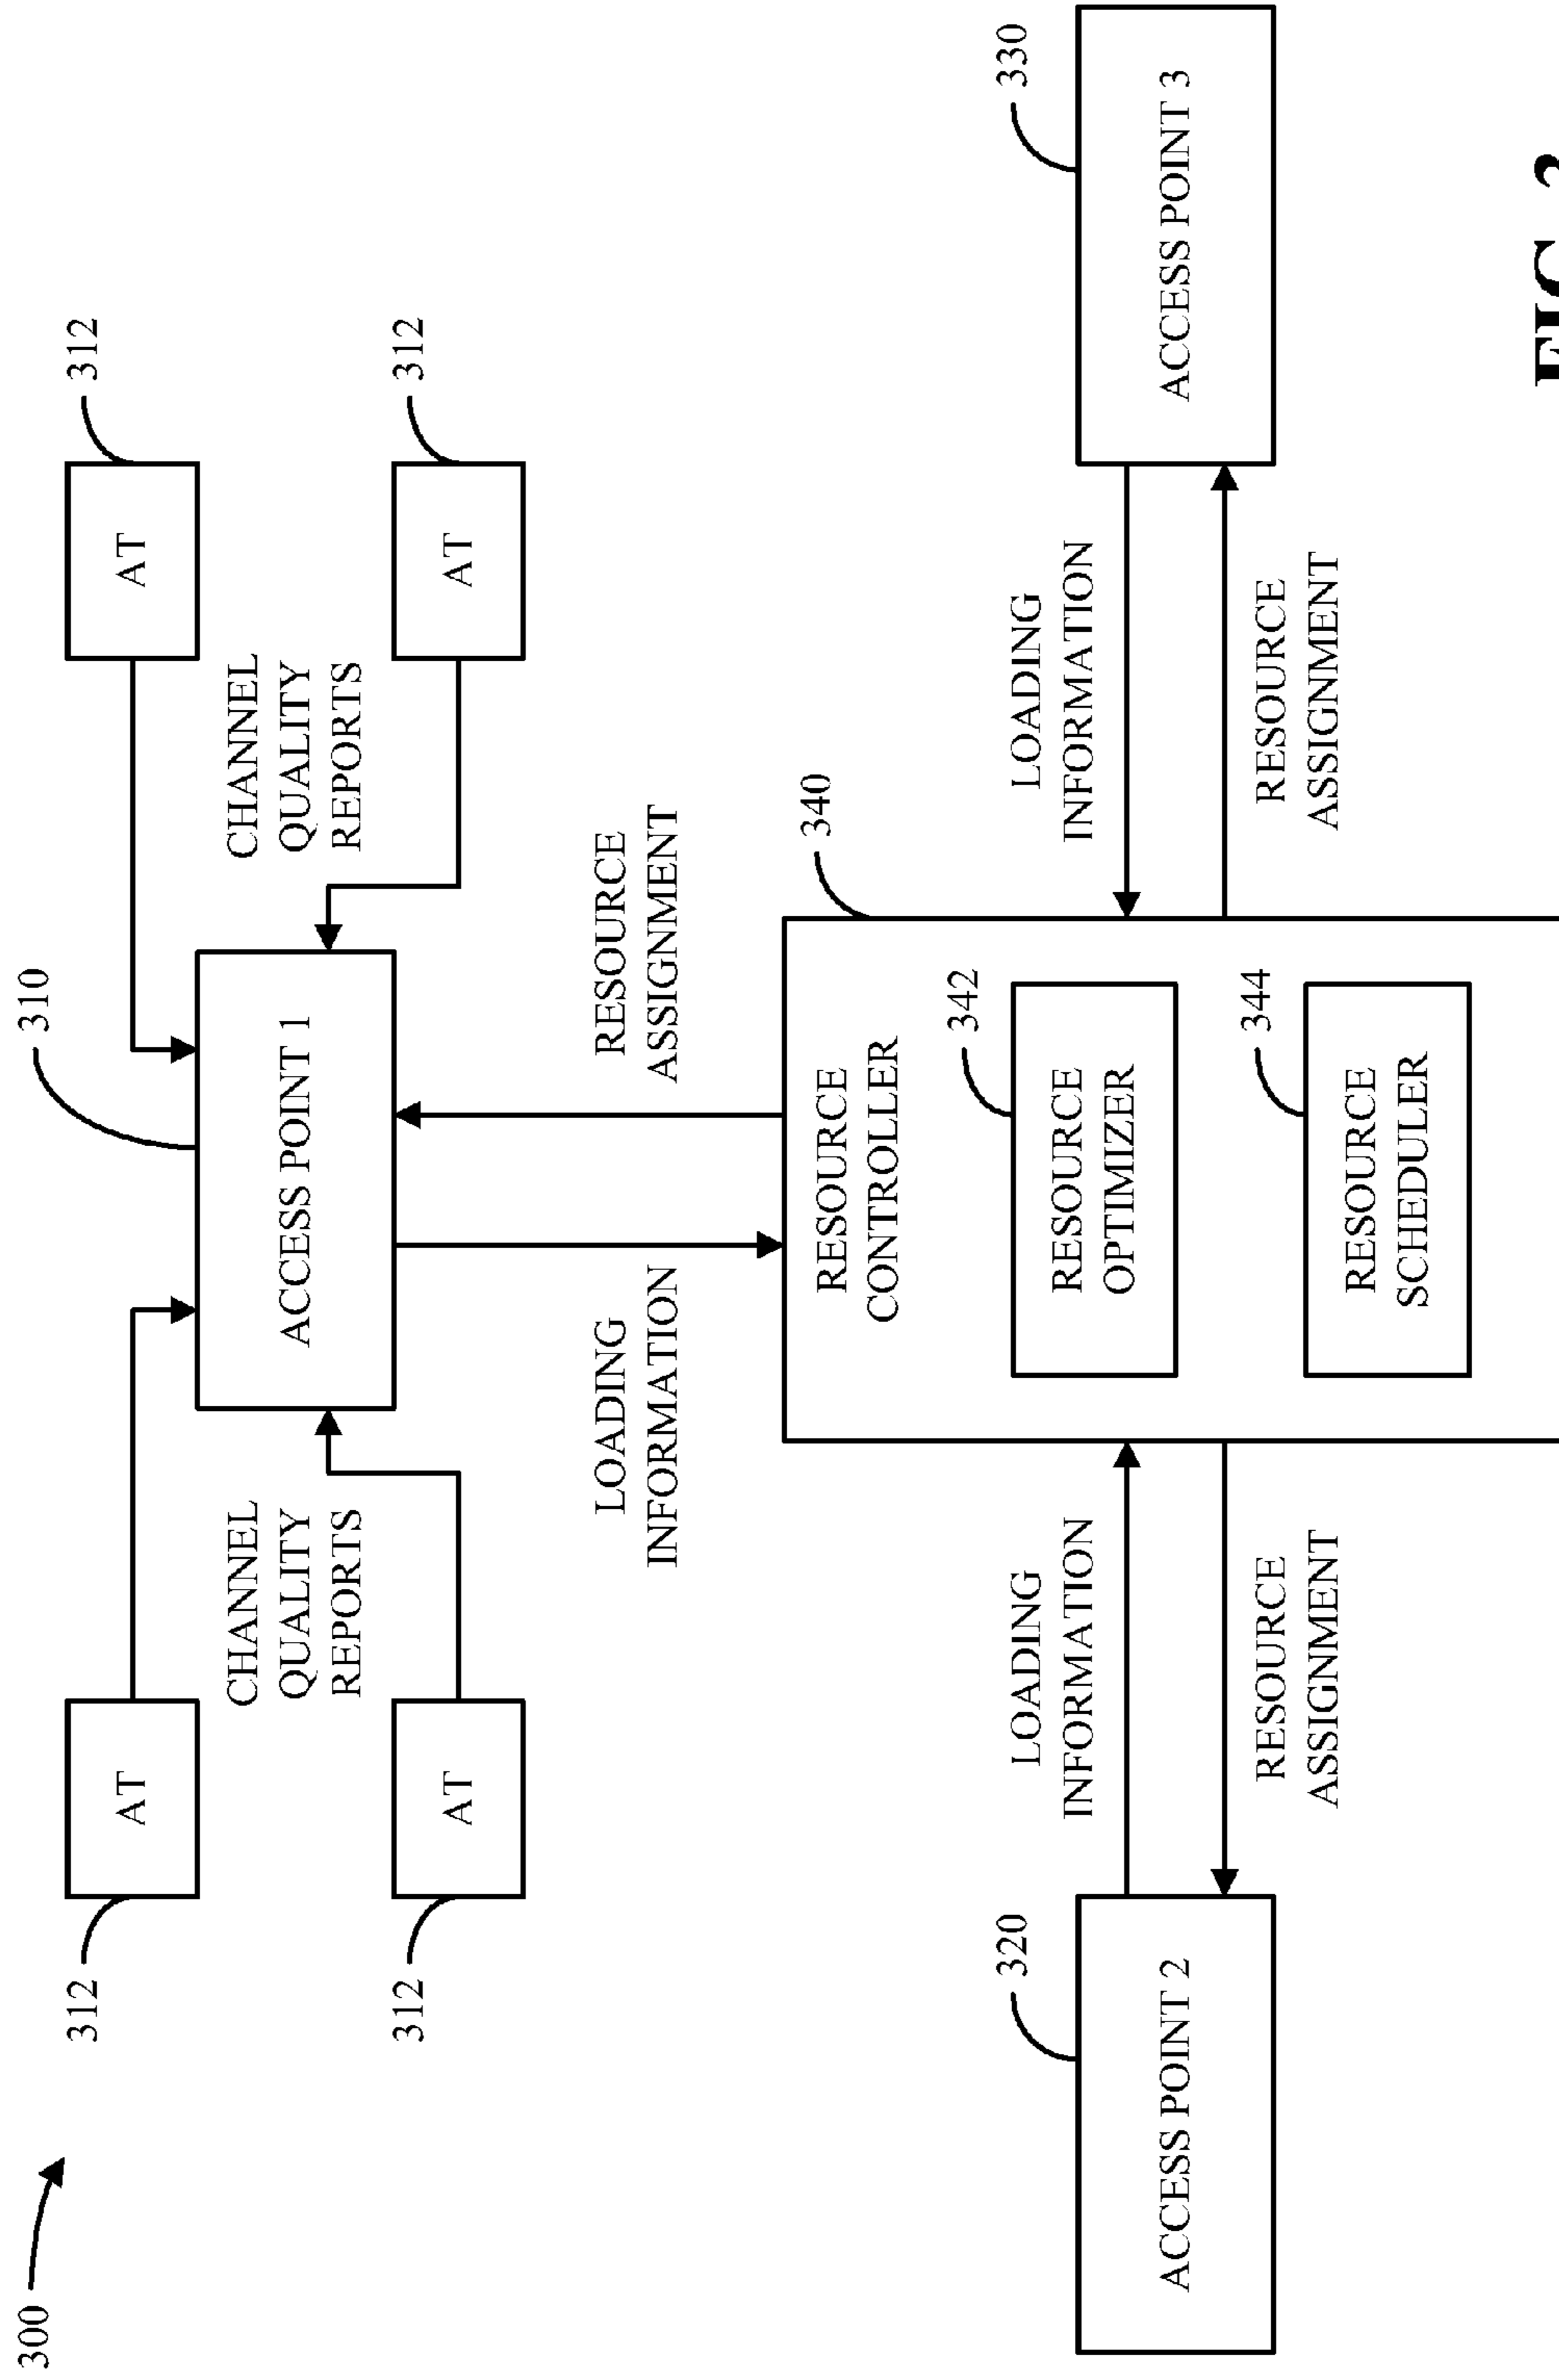 300
310
312
AT
AT
312
CHANNEL
QUALITY
REPORTS
ACCESS POINT 1
CHANNEL
QUALITY
REPORTS
312
AT
AT
312
LOADING
INFORMATION
RESOURCE
ASSIGNMENT
340
RESOURCE
CONTROLLER
320
ACCESS POINT 2
LOADING
INFORMATION
RESOURCE
ASSIGNMENT
342
RESOURCE
OPTIMIZER
344
RESOURCE
SCHEDULER
LOADING
INFORMATION
RESOURCE
ASSIGNMENT
330
ACCESS POINT 3
FIG. 3